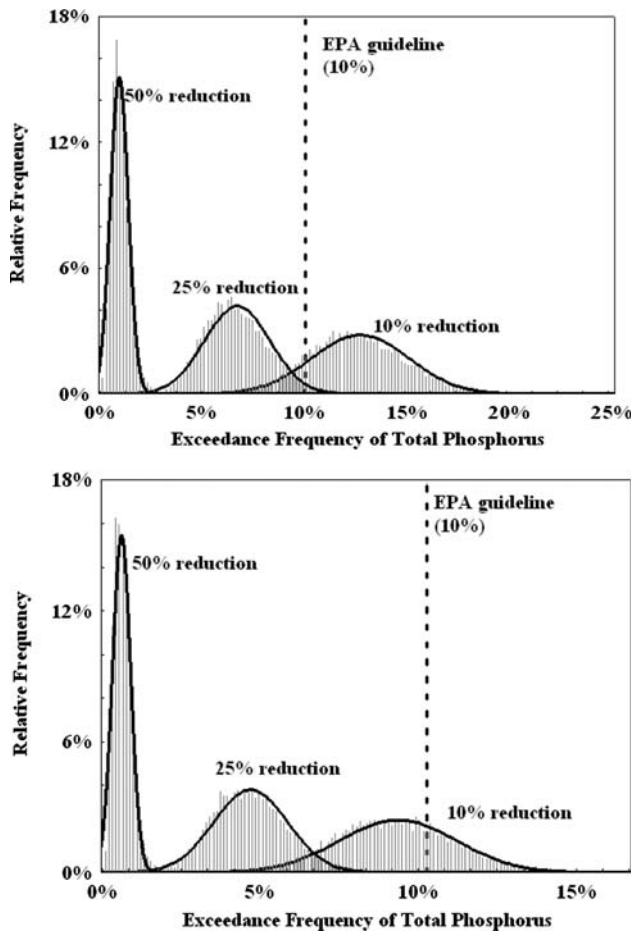 18%
EPA guideline
(10%)
50% reduction
12%
Relative Frequency
25% reduction
6%
10% reduction
0%
0% 5% 10% 15% 20% 25%
Exceedance Frequency of Total Phosphorus
18%
EPA guideline
(10%)
50% reduction
12%
Relative Frequency
25% reduction
6%
10% reduction
0%
0% 5% 10% 15%
Exceedance Frequency of Total Phosphorus